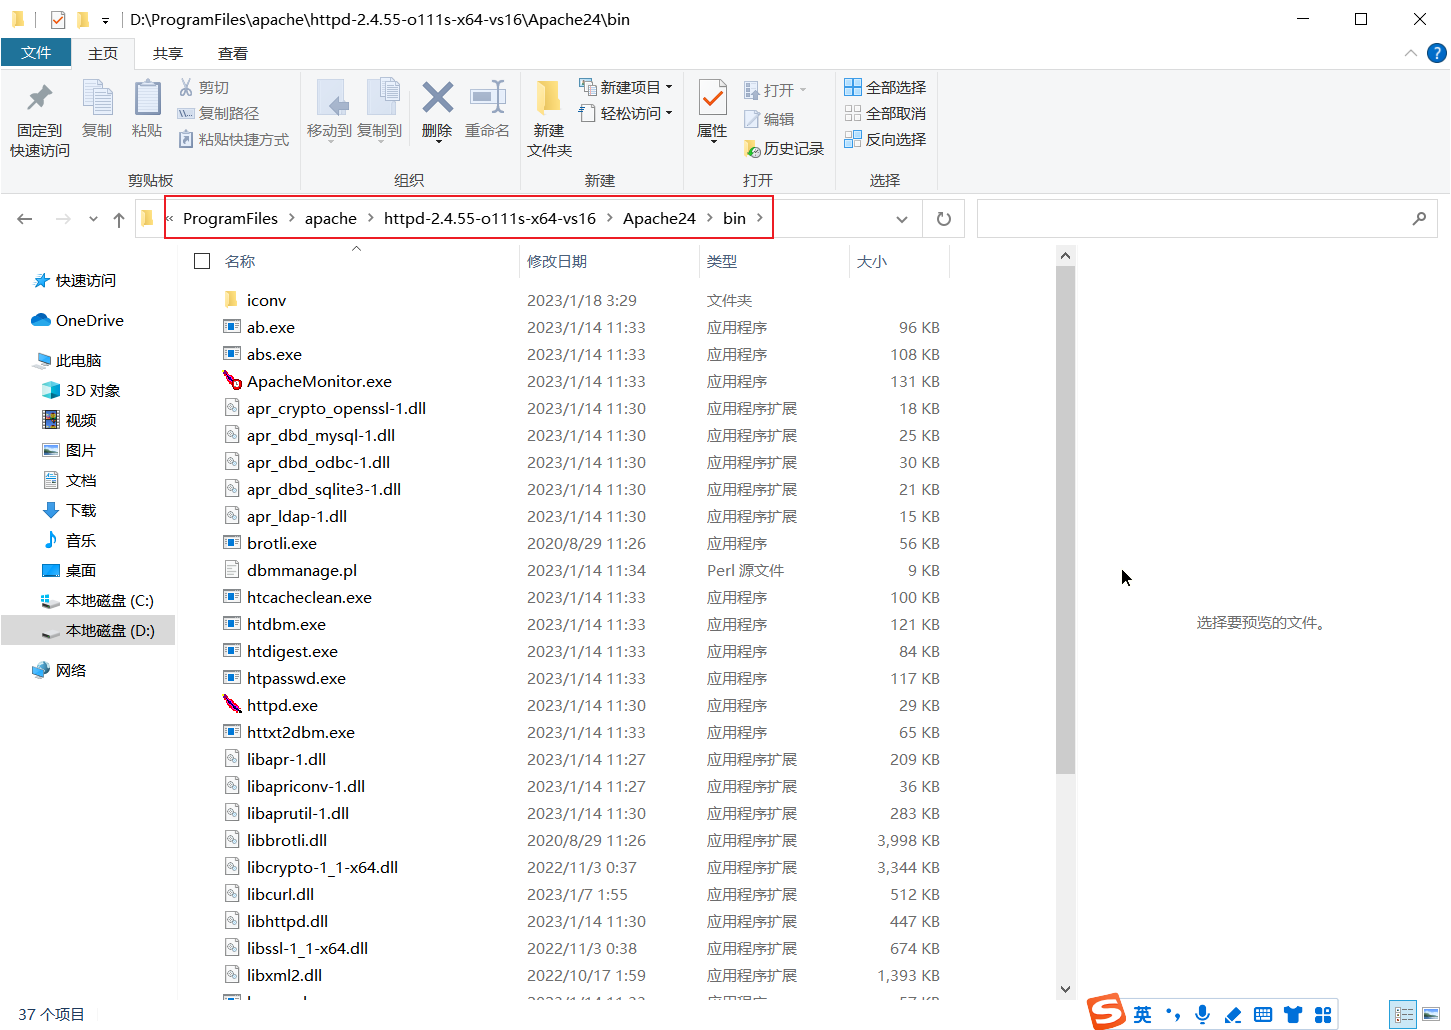 D:\ProgramFiles\apache\httpd-2.4.55-o111s-x64-vs16\Apache24\bin
文件 主页 共享 查看
固定到
快速访问
复制
粘贴
剪切
复制路径
粘贴快捷方式
剪贴板
移动到 复制到 删除 重命名
组织
新建
文件夹
新建项目
轻松访问
新建
属性
打开
编辑
历史记录
打开
全部选择
全部取消
反向选择
选择
« ProgramFiles > apache > httpd-2.4.55-o111s-x64-vs16 > Apache24 > bin >
快速访问
OneDrive
此电脑
3D 对象
视频
图片
文档
下载
音乐
桌面
本地磁盘 (C:)
本地磁盘 (D:)
网络
名称 修改日期 类型 大小
iconv 2023/1/18 3:29 文件夹
ab.exe 2023/1/14 11:33 应用程序 96 KB
abs.exe 2023/1/14 11:33 应用程序 108 KB
ApacheMonitor.exe 2023/1/14 11:33 应用程序 131 KB
apr_crypto_openssl-1.dll 2023/1/14 11:30 应用程序扩展 18 KB
apr_dbd_mysql-1.dll 2023/1/14 11:30 应用程序扩展 25 KB
apr_dbd_odbc-1.dll 2023/1/14 11:30 应用程序扩展 30 KB
apr_dbd_sqlite3-1.dll 2023/1/14 11:30 应用程序扩展 21 KB
apr_ldap-1.dll 2023/1/14 11:30 应用程序扩展 15 KB
brotli.exe 2020/8/29 11:26 应用程序 56 KB
dbmmanage.pl 2023/1/14 11:34 Perl 源文件 9 KB
htcacheclean.exe 2023/1/14 11:33 应用程序 100 KB
htdbm.exe 2023/1/14 11:33 应用程序 121 KB
htdigest.exe 2023/1/14 11:33 应用程序 84 KB
htpasswd.exe 2023/1/14 11:33 应用程序 117 KB
httpd.exe 2023/1/14 11:30 应用程序 29 KB
httxt2dbm.exe 2023/1/14 11:33 应用程序 65 KB
libapr-1.dll 2023/1/14 11:27 应用程序扩展 209 KB
libapriconv-1.dll 2023/1/14 11:27 应用程序扩展 36 KB
libaprutil-1.dll 2023/1/14 11:30 应用程序扩展 283 KB
libbrotli.dll 2020/8/29 11:26 应用程序扩展 3,998 KB
libcrypto-1_1-x64.dll 2022/11/3 0:37 应用程序扩展 3,344 KB
libcurl.dll 2023/1/7 1:55 应用程序扩展 512 KB
libhttpd.dll 2023/1/14 11:30 应用程序扩展 447 KB
libssl-1_1-x64.dll 2022/11/3 0:38 应用程序扩展 674 KB
libxml2.dll 2022/10/17 1:59 应用程序扩展 1,393 KB
选择要预览的文件。
37 个项目
英